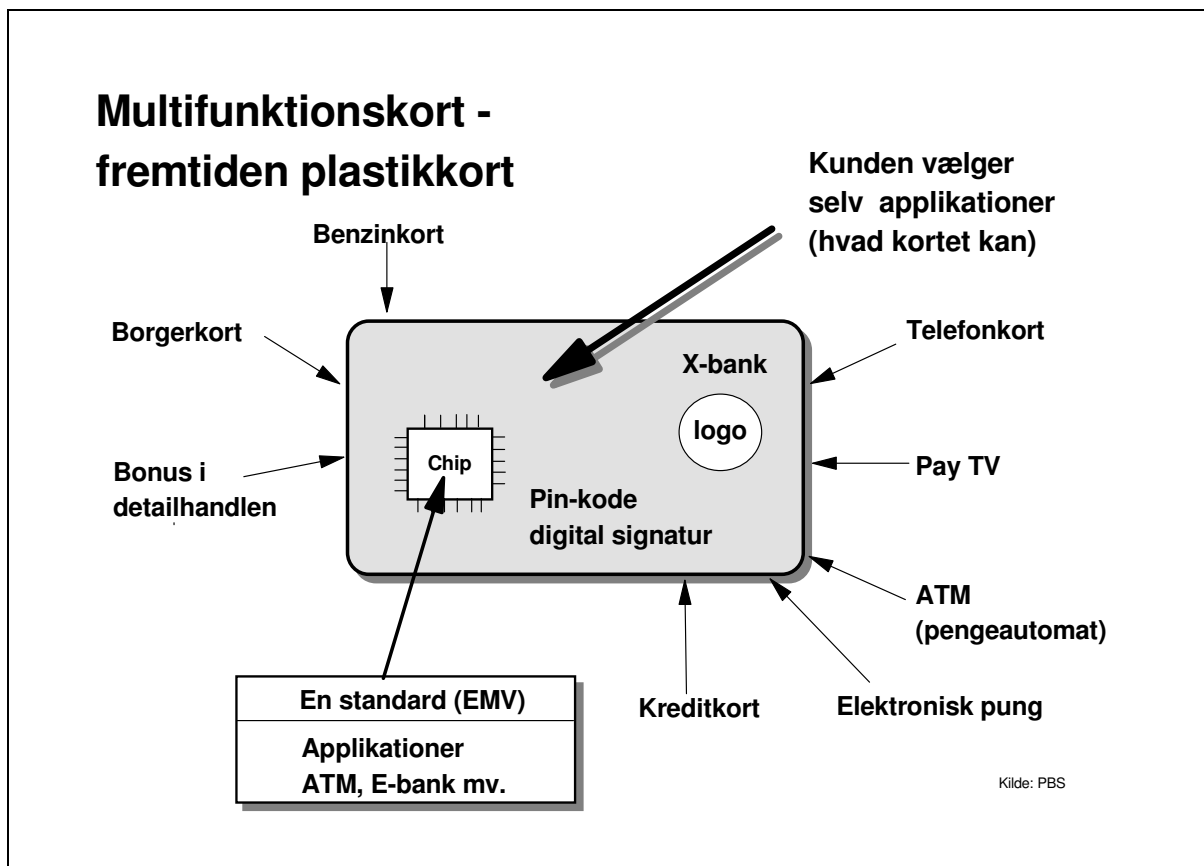 Multifunktionskort -
fremtiden plastikkort
Kunden vælger
selv applikationer
(hvad kortet kan)
Benzinkort
Borgerkort
Telefonkort
X-bank
logo
Chip
Bonus i
detailhandlen
Pay TV
Pin-kode
digital signatur
ATM
(pengeautomat)
En standard (EMV)
Kreditkort
Elektronisk pung
Applikationer
ATM, E-bank mv.
Kilde: PBS